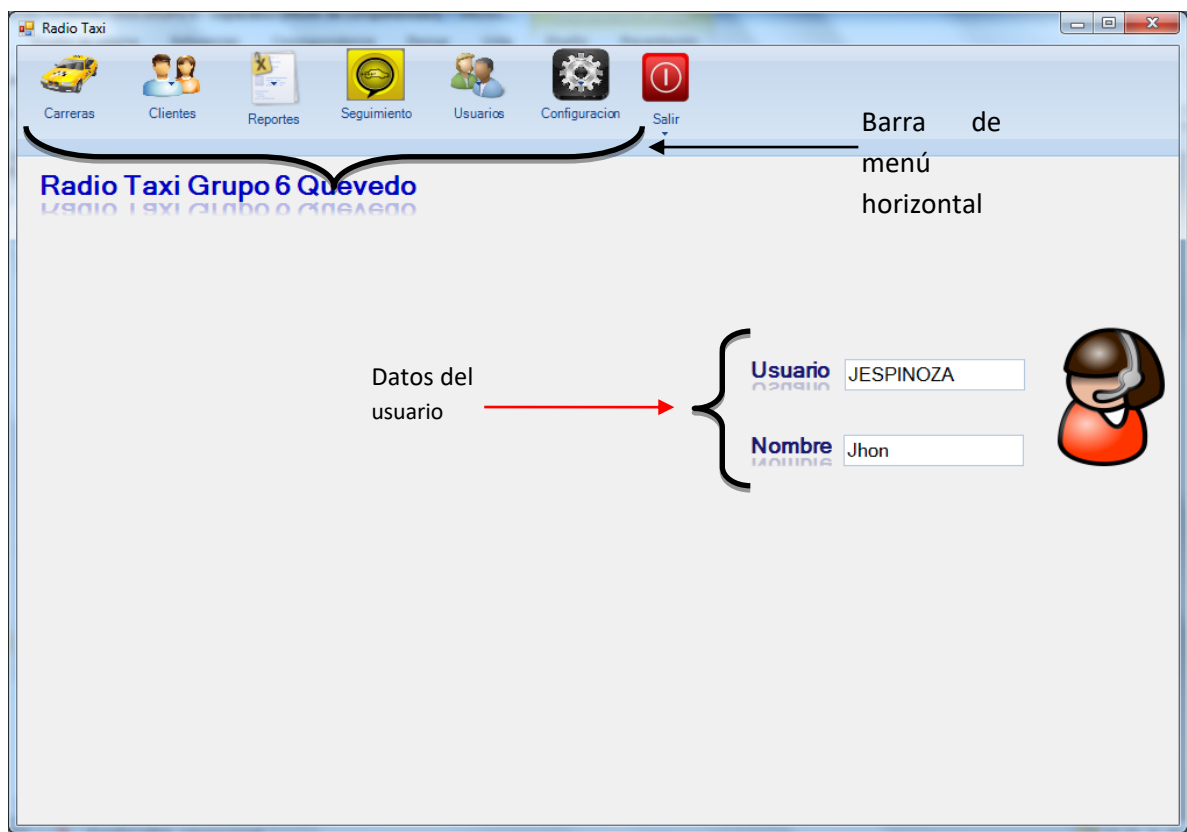 Radio Taxi
Carreras
Clientes
Reportes
Seguimiento
Usuarios
Configuracion
Salir
Barra de
menú
horizontal
Radio Taxi Grupo 6 Quevedo
Datos del
usuario
Usuario JESPINOZA
Nombre Jhon